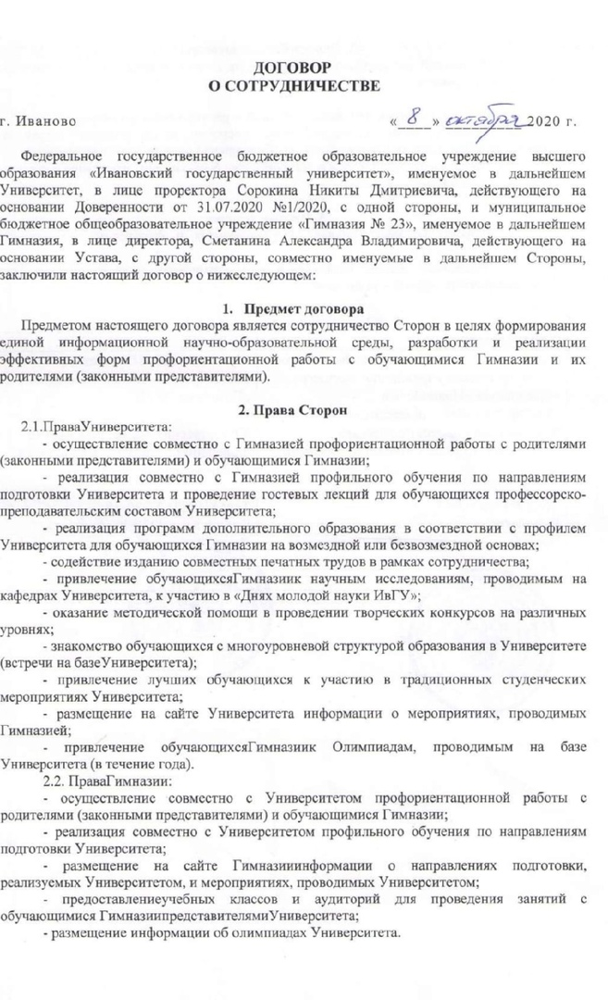 ДОГОВОР
О СОТРУДНИЧЕСТВЕ
г. Иваново «8» октября 2020 г.
Федеральное государственное бюджетное образовательное учреждение высшего
образования «Ивановский государственный университет», именуемое в дальнейшем
Университет, в лице проректора Сорокина Никиты Дмитриевича, действующего на
основании Доверенности от 31.07.2020 №1/2020, с одной стороны, и муниципальное
бюджетное общеобразовательное учреждение «Гимназия № 23», именуемое в дальнейшем
Гимназия, в лице директора, Сметанина Александра Владимировича, действующего на
основании Устава, с другой стороны, совместно именуемые в дальнейшем Стороны,
заключили настоящий договор о нижеследующем:
1. Предмет договора
Предметом настоящего договора является сотрудничество Сторон в целях формирования
единой информационной научно-образовательной среды, разработки и реализации
эффективных форм профориентационной работы с обучающимися Гимназии и их
родителями (законными представителями).
2. Права Сторон
2.1.ПраваУниверситета:
- осуществление совместно с Гимназией профориентационной работы с родителями
(законными представителями) и обучающимися Гимназии;
- реализация совместно с Гимназией профильного обучения по направлениям
подготовки Университета и проведение гостевых лекций для обучающихся профессорско-
преподавательским составом Университета;
- реализация программ дополнительного образования в соответствии с профилем
Университета для обучающихся Гимназии на возмездной или безвозмездной основах;
- содействие изданию совместных печатных трудов в рамках сотрудничества;
- привлечение обучающихсяГимназиик научным исследованиям, проводимым на
кафедрах Университета, к участию в «Днях молодой науки ИвГУ»;
- оказание методической помощи в проведении творческих конкурсов на различных
уровнях;
- знакомство обучающихся с многоуровневой структурой образования в Университете
(встречи на базеУниверситета);
- привлечение лучших обучающихся к участию в традиционных студенческих
мероприятиях Университета;
- размещение на сайте Университета информации о мероприятиях, проводимых
Гимназией;
- привлечение обучающихсяГимназиик Олимпиадам, проводимым на базе
Университета (в течение года).
2.2. ПраваГимназии:
- осуществление совместно с Университетом профориентационной работы с
родителями (законными представителями) и обучающимися Гимназии;
- реализация совместно с Университетом профильного обучения по направлениям
подготовки Университета;
- размещение на сайте Гимназииинформации о направлениях подготовки,
реализуемых Университетом, и мероприятиях, проводимых Университетом;
- предоставлениеучебных классов и аудиторий для проведения занятий с
обучающимися ГимназиипредставителямиУниверситета;
- размещение информации об олимпиадах Университета.